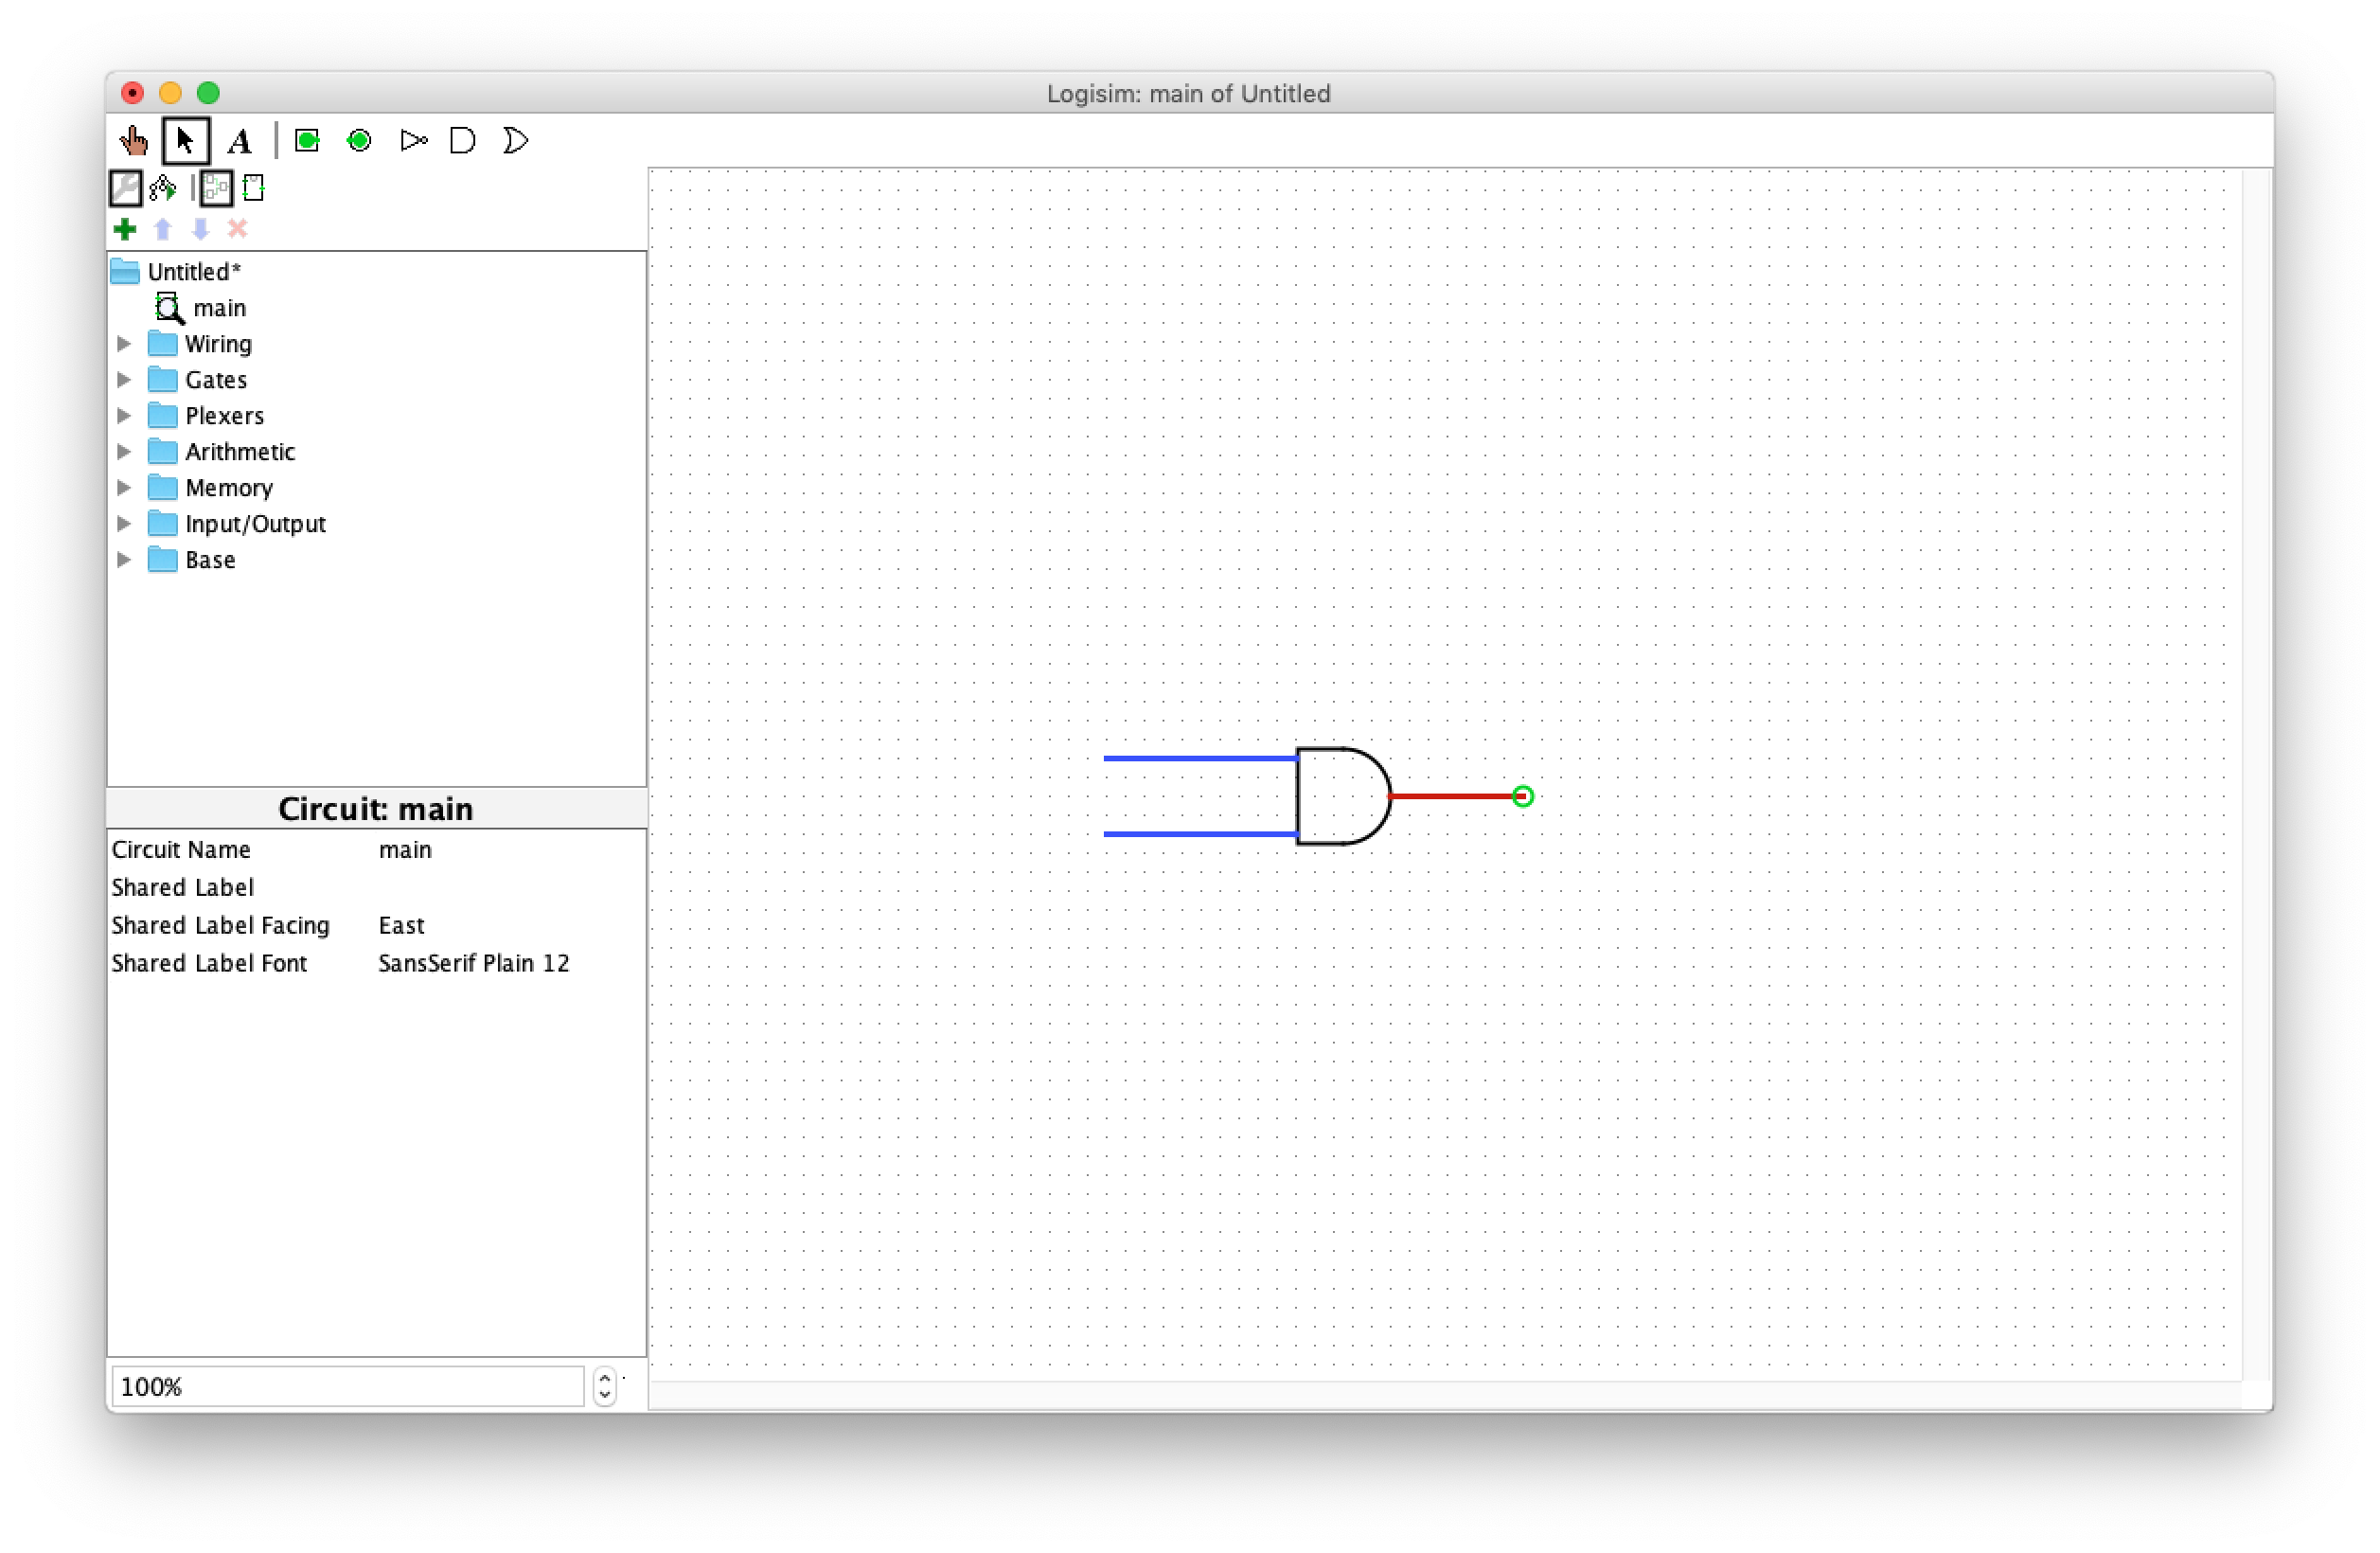 Logisim: main of Untitled
A
Untitled*
main
Wiring
Gates
Plexers
Arithmetic
Memory
Input/Output
Base
Circuit: main
Circuit Name main
Shared Label
Shared Label Facing East
Shared Label Font SansSerif Plain 12
100%